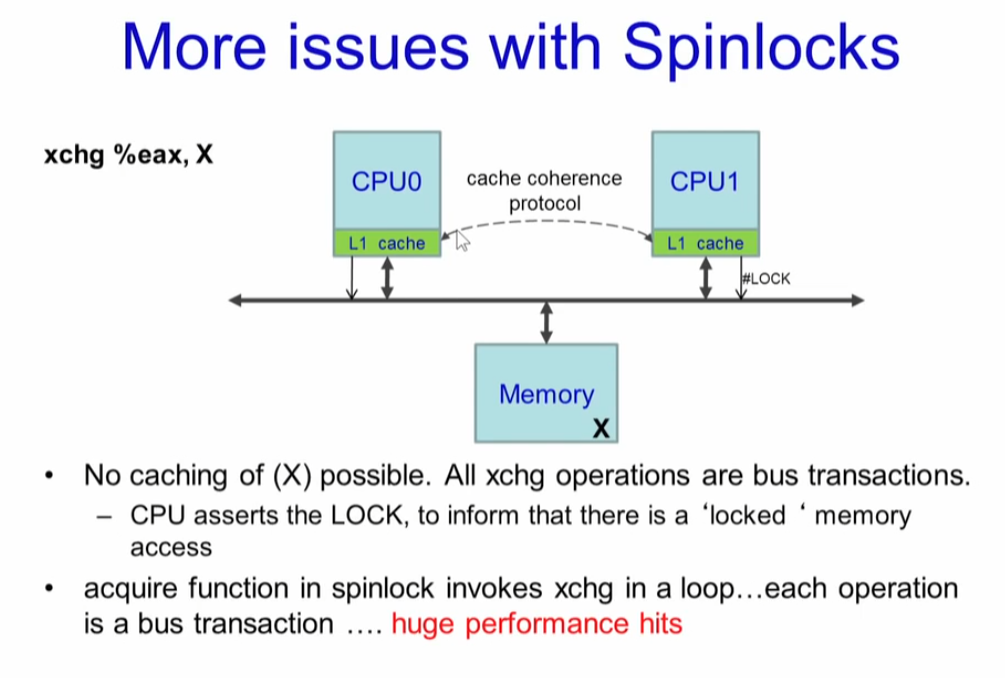 More issues with Spinlocks
xchg %eax, X
CPU0
cache coherence
protocol
CPU1
L1 cache
L1 cache
#LOCK
Memory
X
• No caching of (X) possible. All xchg operations are bus transactions.
– CPU asserts the LOCK, to inform that there is a ‘locked ‘ memory
access
• acquire function in spinlock invokes xchg in a loop…each operation
is a bus transaction …. huge performance hits